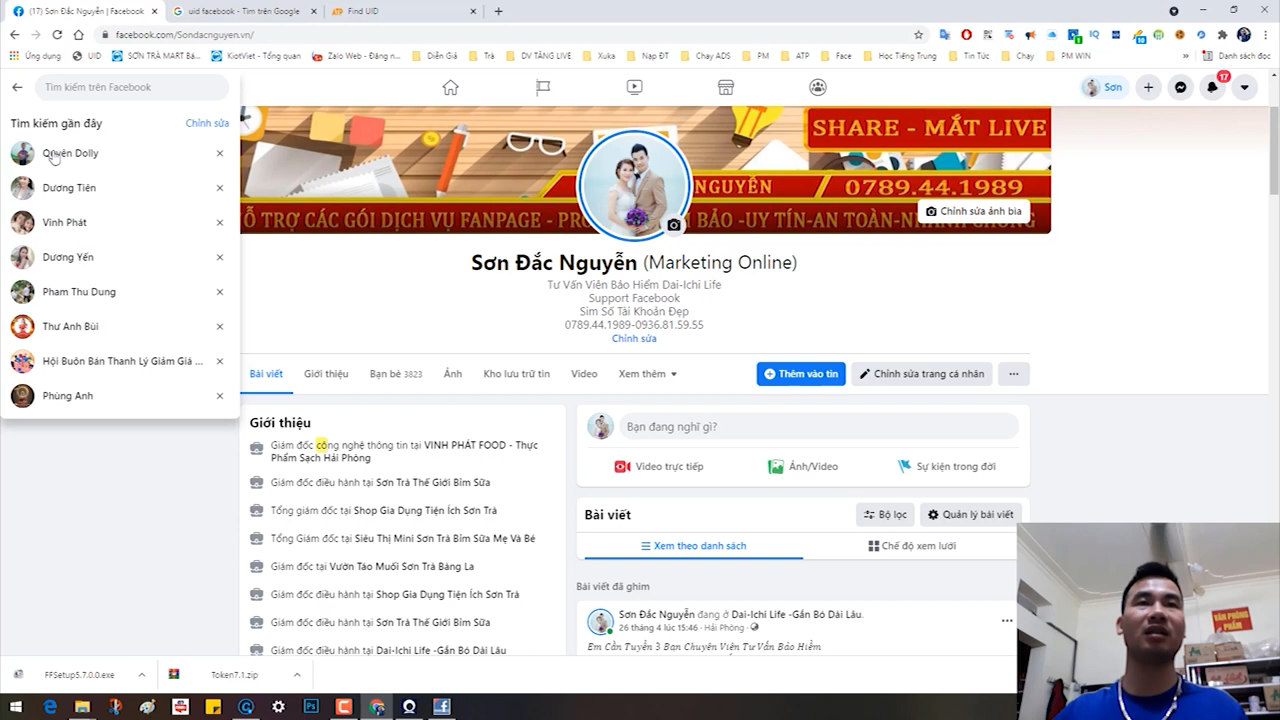 (17) Sơn Đắc Nguyễn | Facebook
uid facebook - Tìm trên Google
Find UID
facebook.com/Sondacnguyen.vn/
Ứng dụng
UID
SƠN TRÀ MART Bá...
KiotViet - Tổng quan
Zalo Web - Đăng n...
Diễn Giả
Trà
DV TĂNG LIVE
Xuka
Nạp ĐT
Chạy ADS
PM
ATP
Face
Học Tiếng Trung
Tin Tức
Chạy
PM WIN
Danh sách đọc
Tìm kiếm trên Facebook
Sơn
17
Tìm kiếm gần đây
Chỉnh sửa
Quyên Dolly
Dương Tiên
Vinh Phát
Dương Yến
Pham Thu Dung
Thư Anh Bùi
Hội Buôn Bán Thanh Lý Giảm Giá ...
Phùng Anh
SHARE - MẮT LIVE
NGUYỄN / 0789.44.1989
Ỗ TRỢ CÁC GÓI DỊCH VỤ FANPAGE - PRO
BẢO -UY TÍN-AN TOÀN-NHANH CHÓNG
Chỉnh sửa ảnh bìa
Sơn Đắc Nguyễn (Marketing Online)
Tư Vấn Viên Bảo Hiểm Dai-Ichi Life
Support Facebook
Sim Số Tài Khoản Đẹp
0789.44.1989-0936.81.59.55
Chỉnh sửa
Bài viết
Giới thiệu
Bạn bè 3823
Ảnh
Kho lưu trữ tin
Video
Xem thêm
Thêm vào tin
Chỉnh sửa trang cá nhân
Giới thiệu
Giám đốc công nghệ thông tin tại VINH PHÁT FOOD - Thực
Phẩm Sạch Hải Phòng
Giám đốc điều hành tại Sơn Trà Thế Giới Bỉm Sữa
Tổng giám đốc tại Shop Gia Dụng Tiện Ích Sơn Trà
Tổng Giám đốc tại Siêu Thị Mini Sơn Trà Bỉm Sữa Mẹ Và Bé
Giám đốc tại Vườn Táo Muối Sơn Trà Bàng La
Giám đốc điều hành tại Shop Gia Dụng Tiện Ích Sơn Trà
Giám đốc điều hành tại Sơn Trà Thế Giới Bỉm Sữa
Giám đốc điều hành tại Dai-Ichi Life -Gắn Bó Dài Lâu
Bạn đang nghĩ gì?
Video trực tiếp
Ảnh/Video
Sự kiện trong đời
Bài viết
Bộ lọc
Quản lý bài viết
Xem theo danh sách
Chế độ xem lưới
Bài viết đã ghim
Sơn Đắc Nguyễn đang ở Dai-Ichi Life -Gắn Bó Dài Lâu.
26 tháng 4 lúc 15:46 · Hải Phòng ·
Em Cần Tuyển 3 Bạn Chuyên Viên Tư Vấn Bảo Hiểm
VĂN PHÒNG
PHẨM
FFSetup5.7.0.0.exe
Token7.1.zip